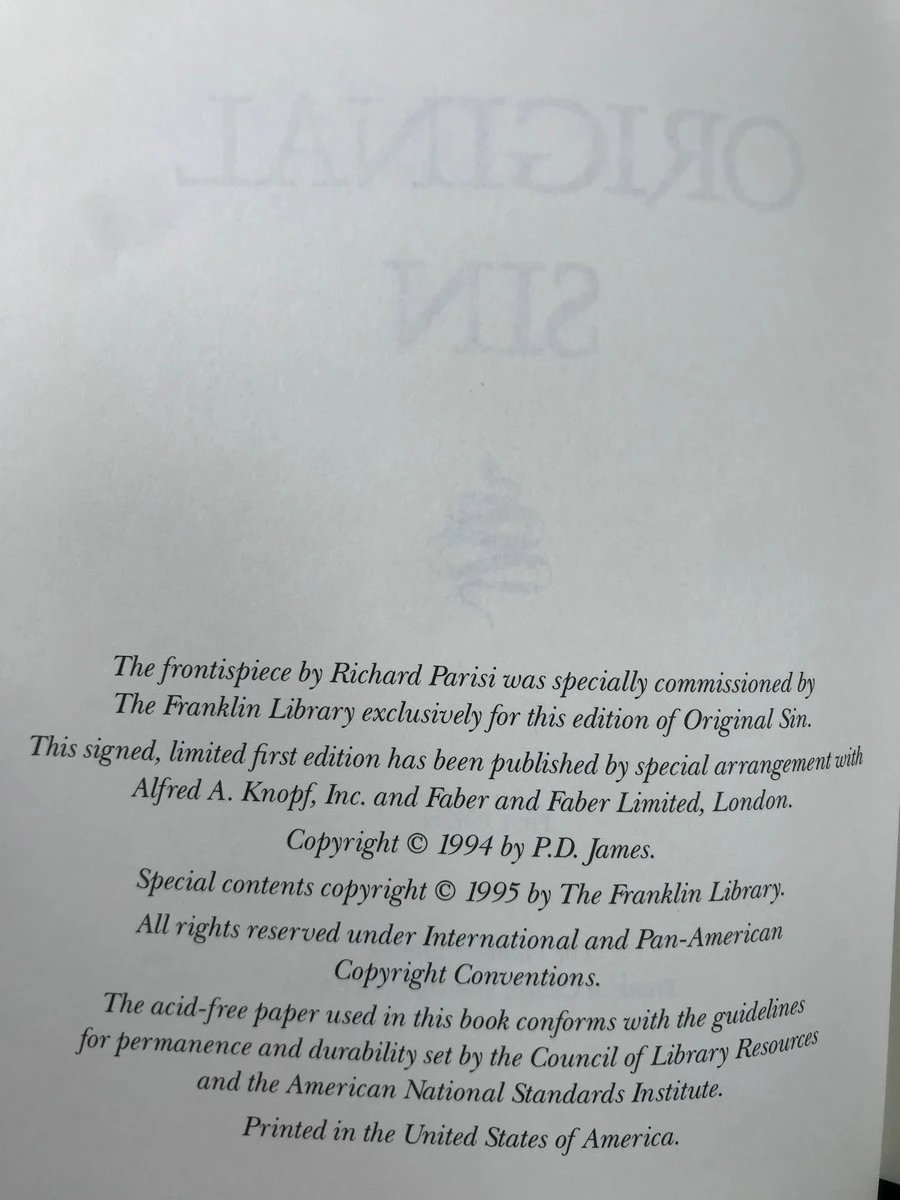 ORIGINAL
SIN
The frontispiece by Richard Parisi was specially commissioned by
The Franklin Library exclusively for this edition of Original Sin.
This signed, limited first edition has been published by special arrangement with
Alfred A. Knopf, Inc. and Faber and Faber Limited, London.
Copyright © 1994 by P.D. James.
Special contents copyright © 1995 by The Franklin Library.
All rights reserved under International and Pan-American
Copyright Conventions.
The acid-free paper used in this book conforms with the guidelines
for permanence and durability set by the Council of Library Resources
and the American National Standards Institute.
Printed in the United States of America.